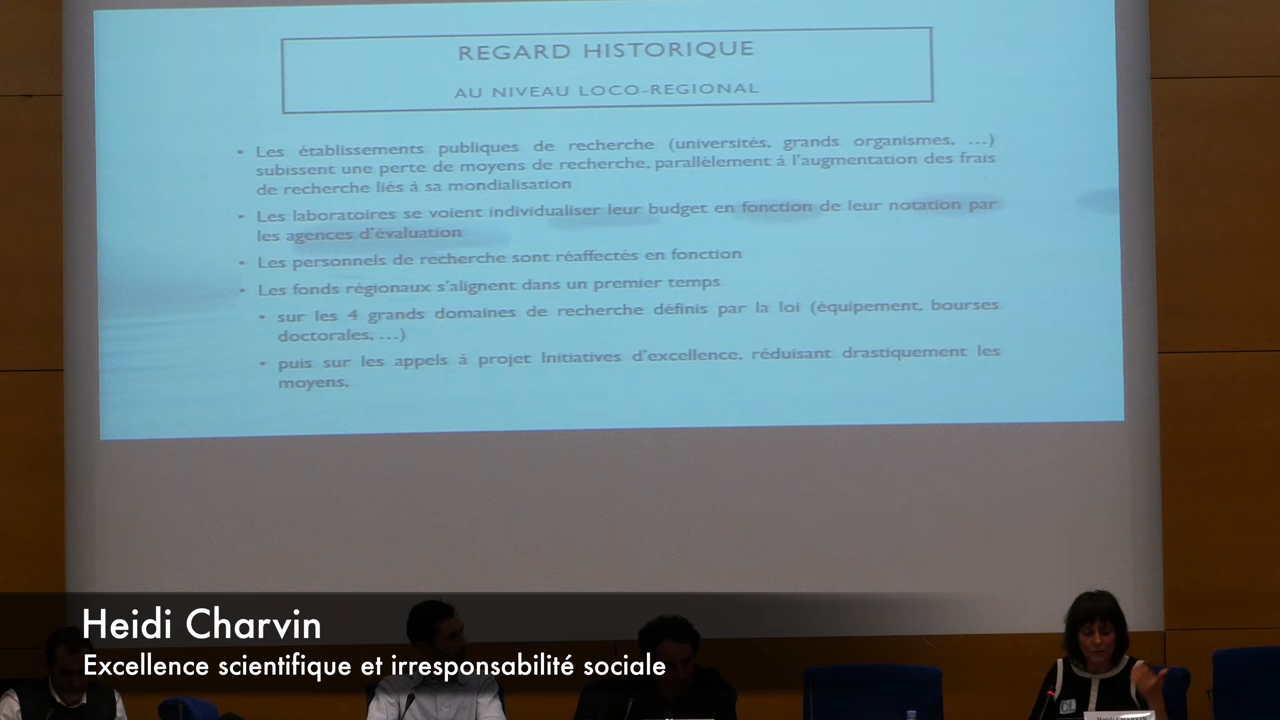 REGARD HISTORIQUE
AU NIVEAU LOCO-REGIONAL
• Les établissements publiques de recherche (universités, grands organismes, ...)
subissent une perte de moyens de recherche, parallèlement à l'augmentation des frais
de recherche liés à sa mondialisation
• Les laboratoires se voient individualiser leur budget en fonction de leur notation par
les agences d'évaluation
• Les personnels de recherche sont réaffectés en fonction
• Les fonds régionaux s'alignent dans un premier temps
• sur les 4 grands domaines de recherche définis par la loi (équipement, bourses
doctorales, ...)
• puis sur les appels à projet Initiatives d'excellence, réduisant drastiquement les
moyens.
Heidi Charvin
Excellence scientifique et irresponsabilité sociale
Heidi CHARVIN